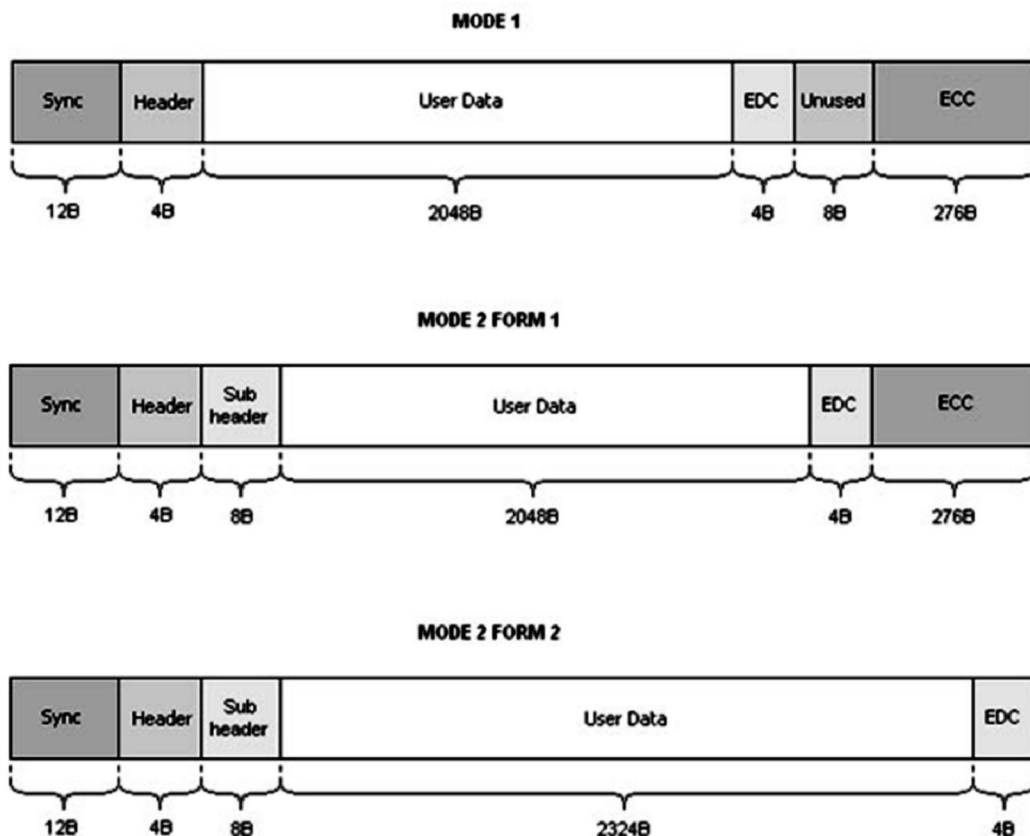 MODE 1
Sync Header User Data EDC Unused ECC
12B 4B 2048B 4B 8B 276B
MODE 2 FORM 1
Sync Header Sub header User Data EDC ECC
12B 4B 8B 2048B 4B 276B
MODE 2 FORM 2
Sync Header Sub header User Data EDC
12B 4B 8B 2324B 4B